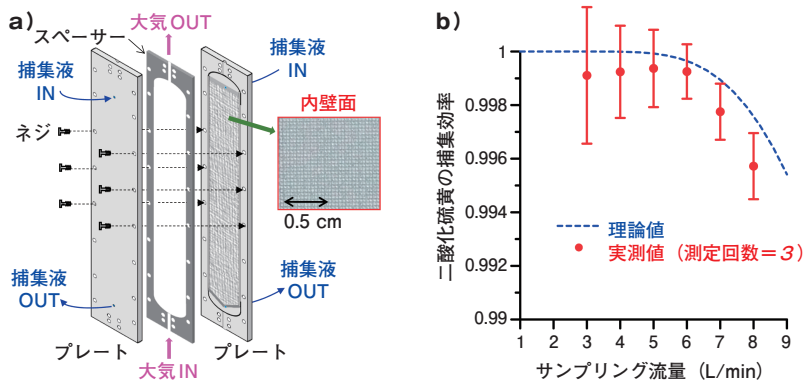 a)
大気OUT
スペーサー
捕集液
IN
捕集液
IN
ネジ
内壁面
0.5 cm
捕集液
OUT
捕集液
OUT
プレート
大気IN
プレート
b)
二酸化硫黄の捕集効率
1
0.998
0.996
0.994
0.992
0.99
理論値
実測値（測定回数＝3）
1 2 3 4 5 6 7 8 9
サンプリング流量（L/min）